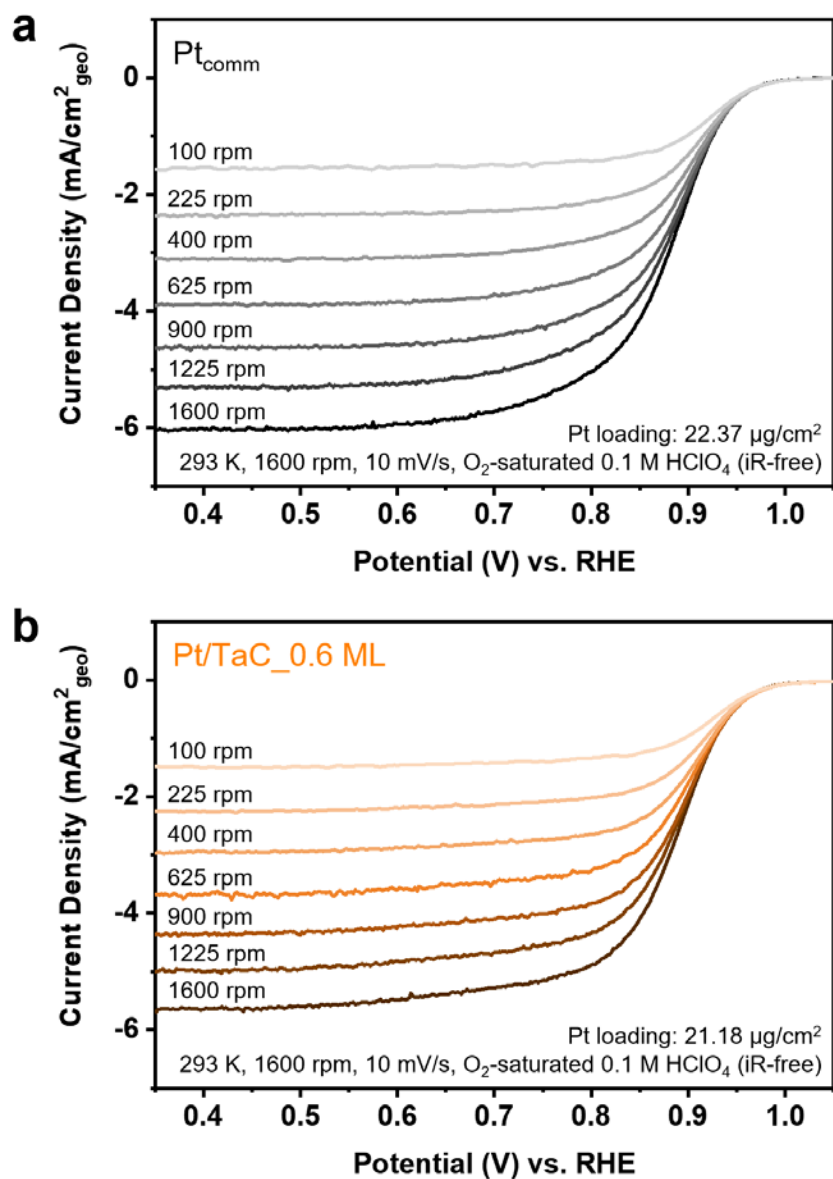 a
Pt_comm
Current Density (mA/cm²_geo)
0
-2
-4
-6
100 rpm
225 rpm
400 rpm
625 rpm
900 rpm
1225 rpm
1600 rpm
Pt loading: 22.37 µg/cm²
293 K, 1600 rpm, 10 mV/s, O₂-saturated 0.1 M HClO₄ (iR-free)
0.4 0.5 0.6 0.7 0.8 0.9 1.0
Potential (V) vs. RHE
b
Pt/TaC_0.6 ML
Current Density (mA/cm²_geo)
0
-2
-4
-6
100 rpm
225 rpm
400 rpm
625 rpm
900 rpm
1225 rpm
1600 rpm
Pt loading: 21.18 µg/cm²
293 K, 1600 rpm, 10 mV/s, O₂-saturated 0.1 M HClO₄ (iR-free)
0.4 0.5 0.6 0.7 0.8 0.9 1.0
Potential (V) vs. RHE